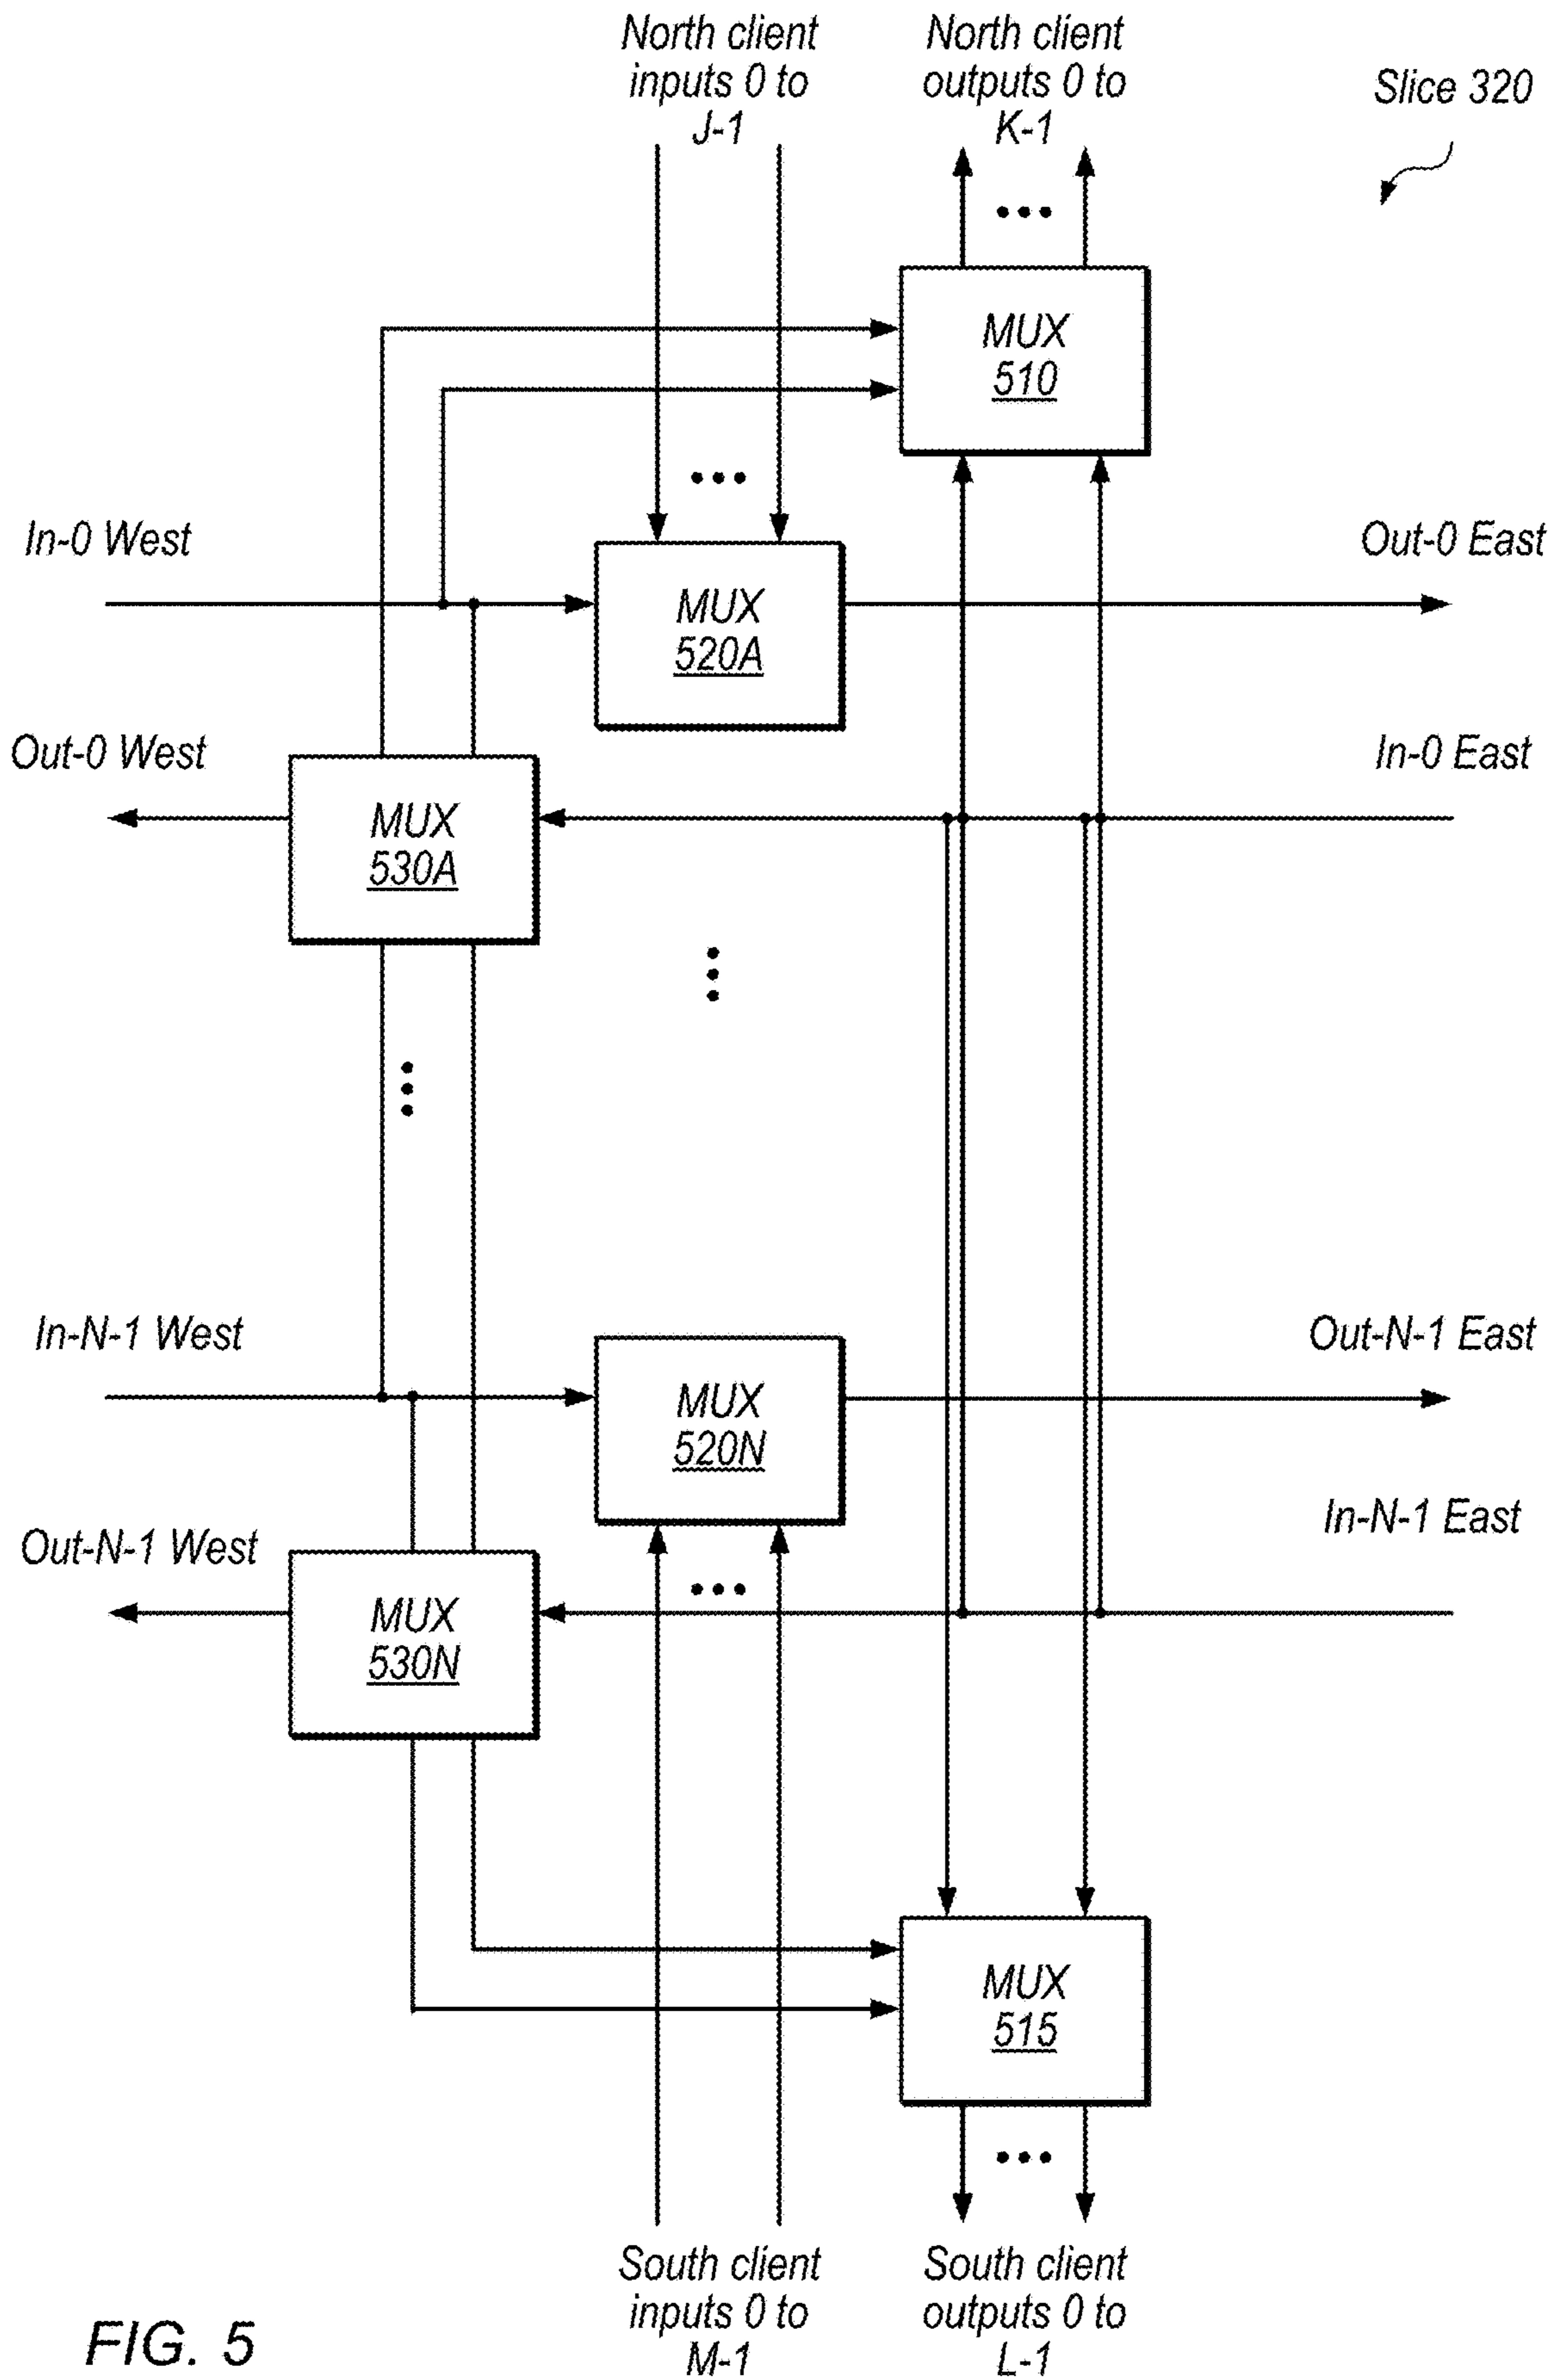 North client
inputs 0 to
J-1
North client
outputs 0 to
K-1
Slice 320
MUX
510
In-0 West
MUX
520A
Out-0 East
Out-0 West
MUX
530A
In-0 East
In-N-1 West
MUX
520N
Out-N-1 East
Out-N-1 West
MUX
530N
In-N-1 East
MUX
515
South client
inputs 0 to
M-1
South client
outputs 0 to
L-1
FIG. 5